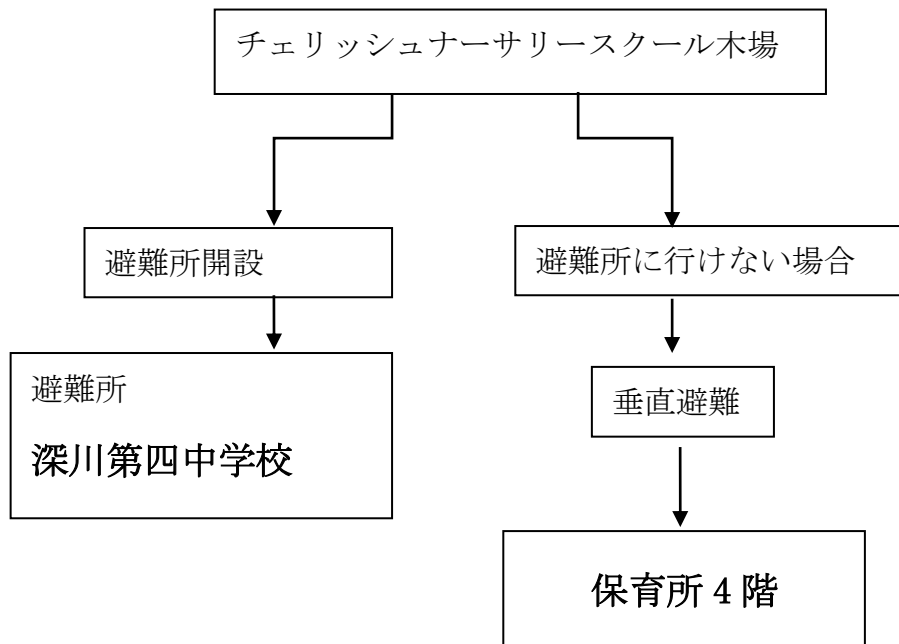 チェリッシュナーサリースクール木場
避難所開設
避難所に行けない場合
避難所
深川第四中学校
垂直避難
保育所４階